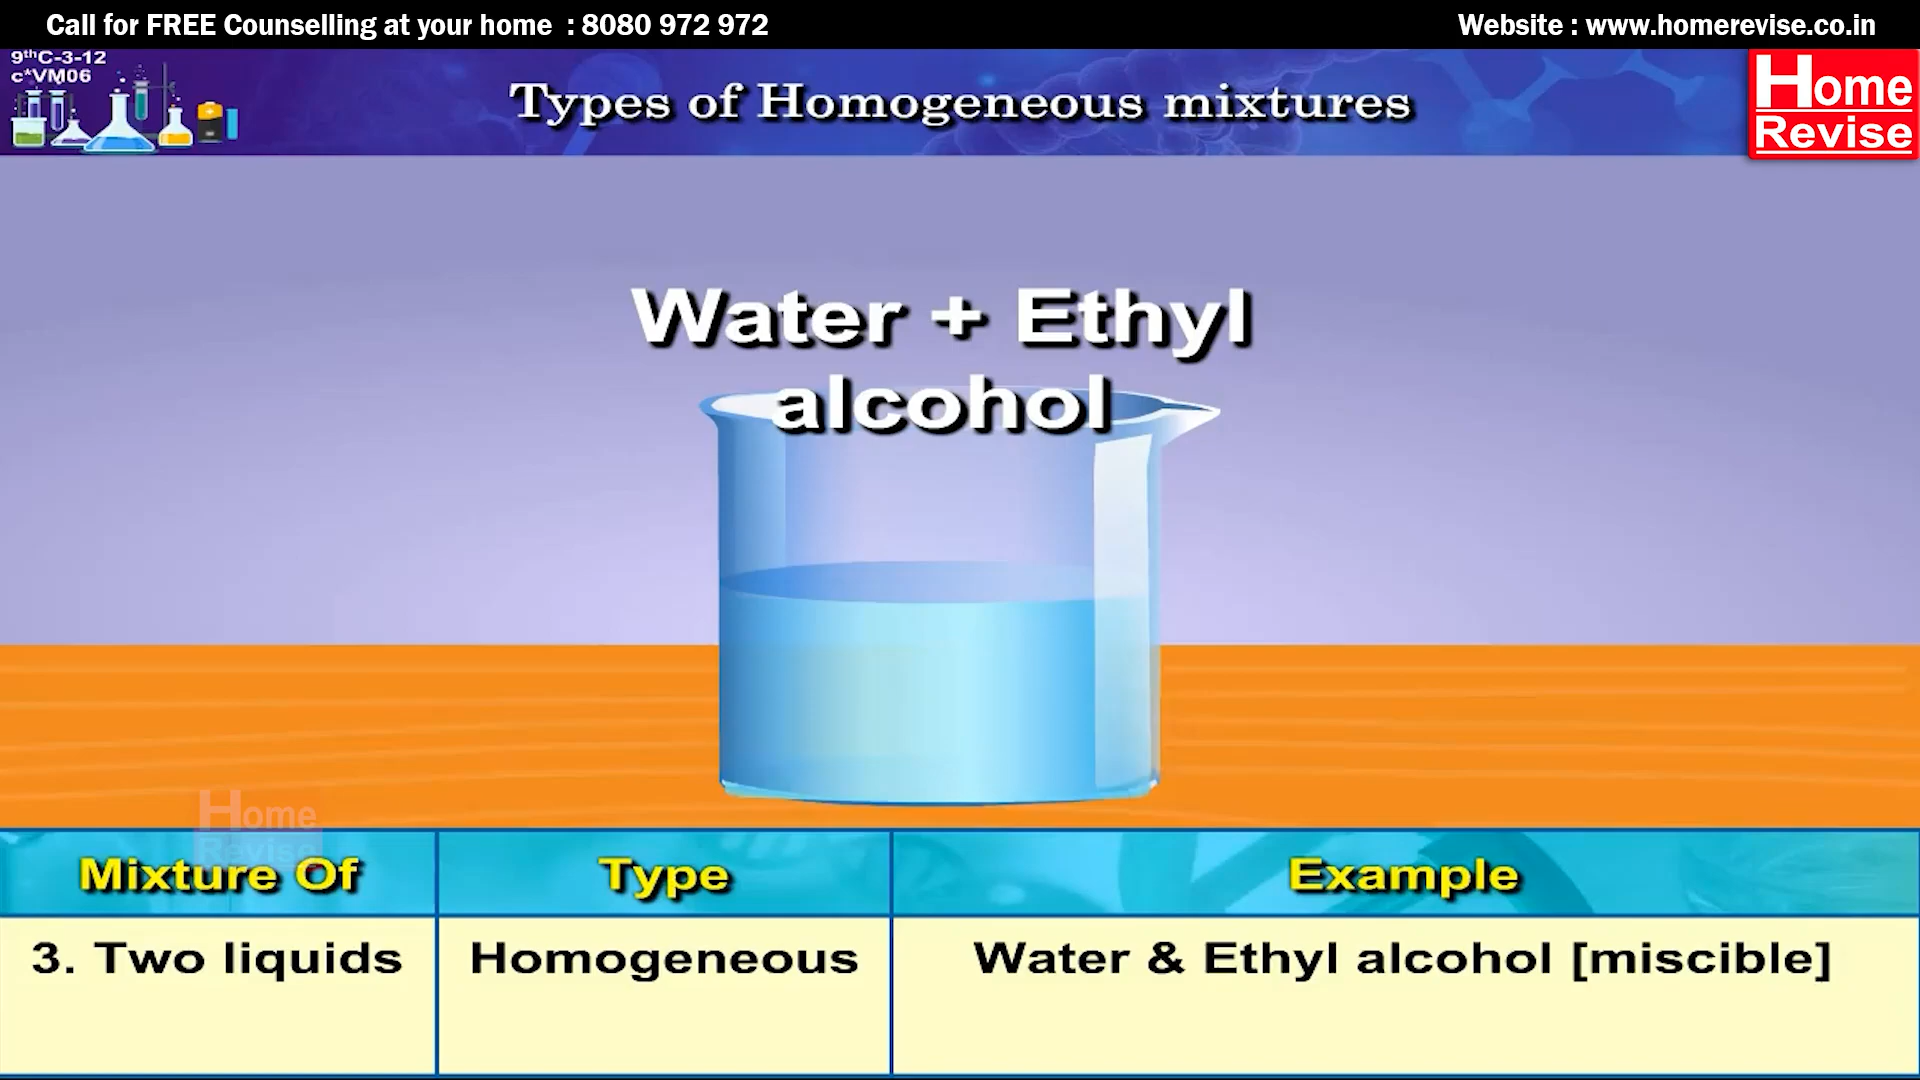 Call for FREE Counselling at your home : 8080 972 972
Website : www.homerevise.co.in
9thC-3-12
c*VM06
Types of Homogeneous mixtures
Home
Revise
Water + Ethyl
alcohol
Home
Revise
Mixture Of
Type
Example
3. Two liquids
Homogeneous
Water & Ethyl alcohol [miscible]